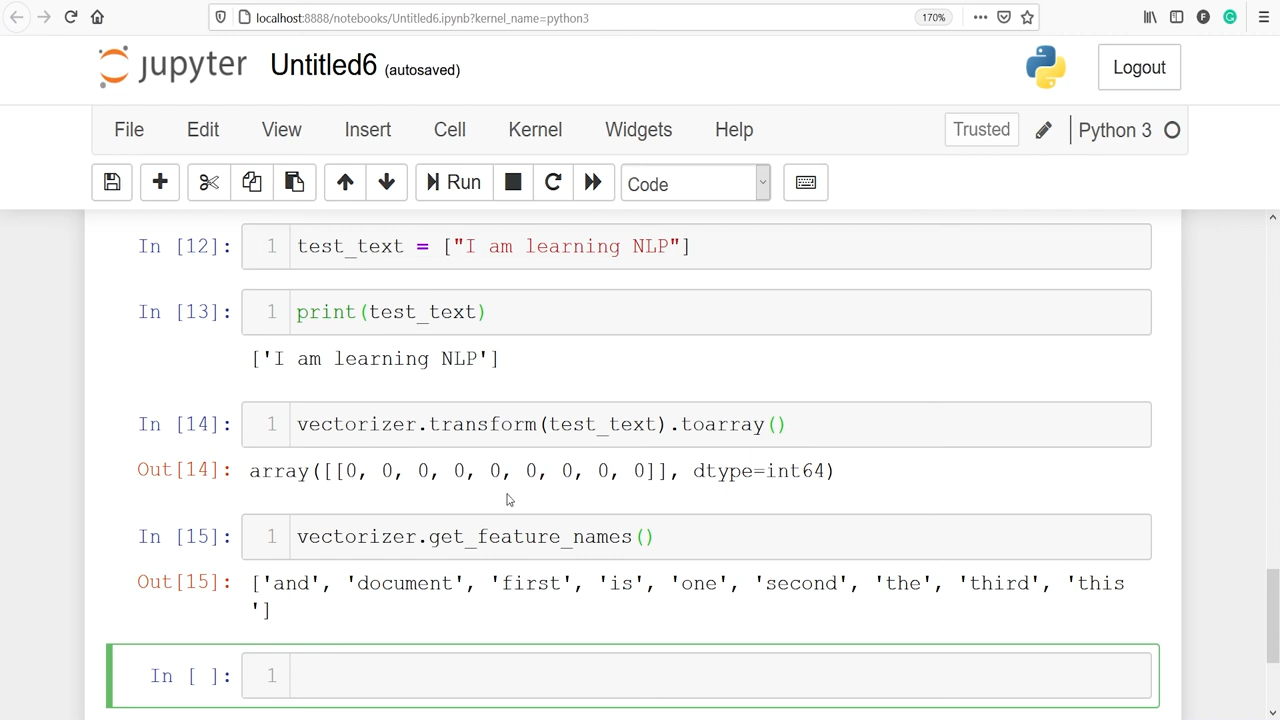 localhost:8888/notebooks/Untitled6.ipynb?kernel_name=python3 170%
jupyter Untitled6 (autosaved) Logout
File Edit View Insert Cell Kernel Widgets Help Trusted Python 3
Run Code
In [12]: 1 test_text = ["I am learning NLP"]
In [13]: 1 print(test_text)
['I am learning NLP']
In [14]: 1 vectorizer.transform(test_text).toarray()
Out[14]: array([[0, 0, 0, 0, 0, 0, 0, 0, 0]], dtype=int64)
In [15]: 1 vectorizer.get_feature_names()
Out[15]: ['and', 'document', 'first', 'is', 'one', 'second', 'the', 'third', 'this
']
In [ ]: 1